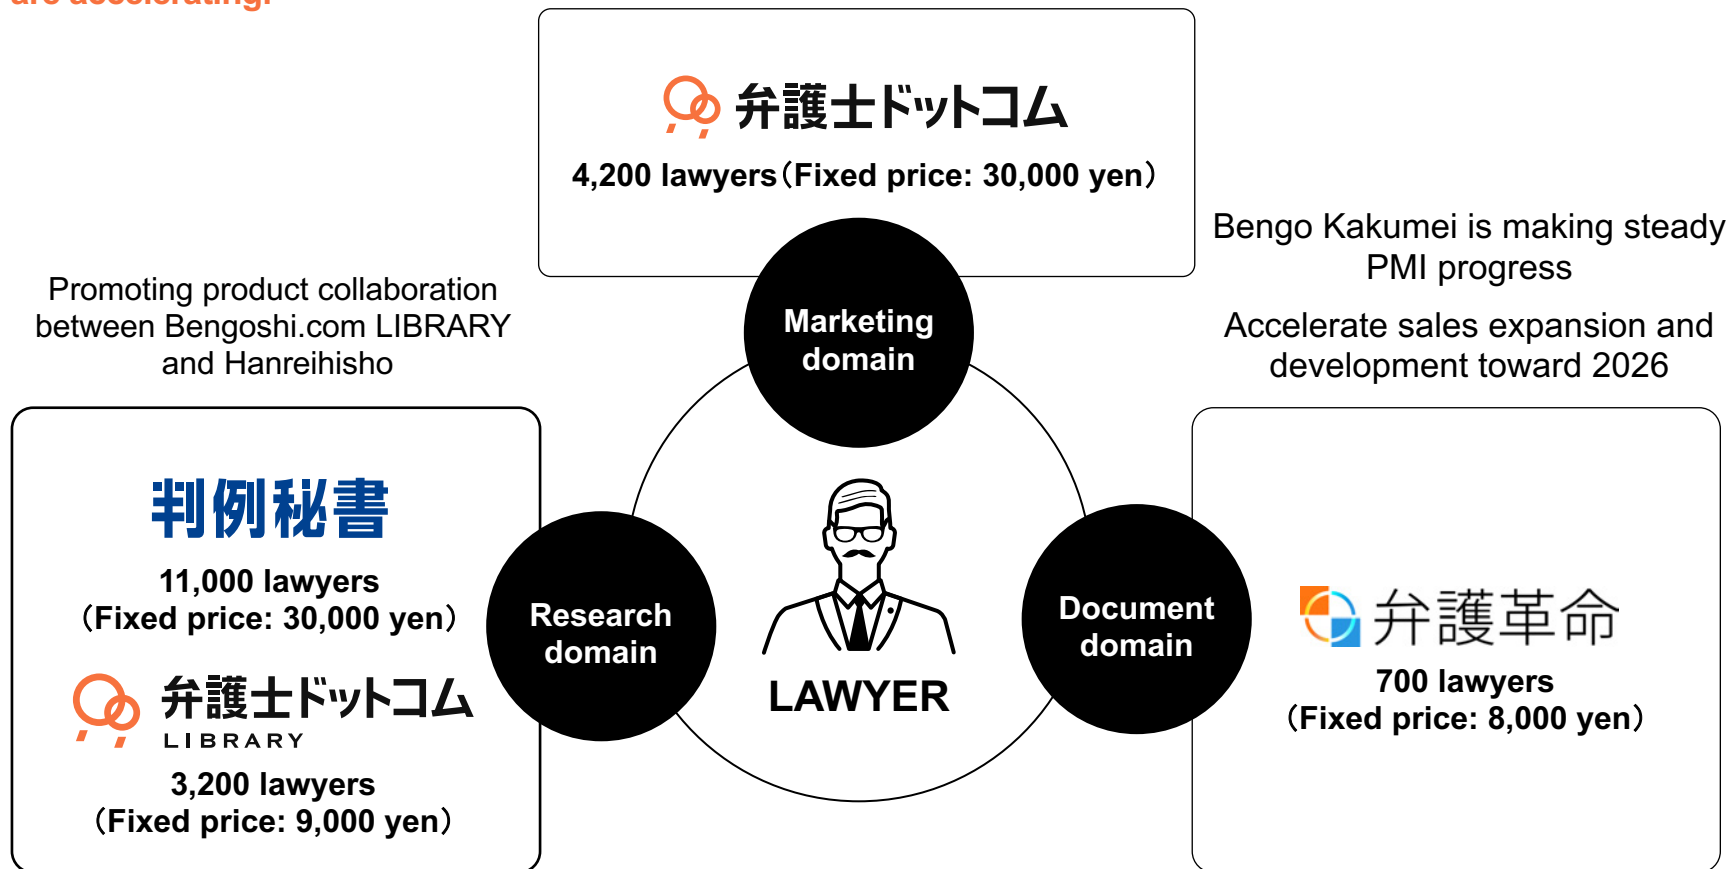 are accelerating.
弁護士ドットコム
4,200 lawyers（Fixed price: 30,000 yen）
Marketing
domain
Bengo Kakumei is making steady
PMI progress
Accelerate sales expansion and
development toward 2026
Promoting product collaboration
between Bengoshi.com LIBRARY
and Hanreihisho
判例秘書
11,000 lawyers
（Fixed price: 30,000 yen）
弁護士ドットコム
LIBRARY
3,200 lawyers
（Fixed price: 9,000 yen）
Research
domain
LAWYER
Document
domain
弁護革命
700 lawyers
（Fixed price: 8,000 yen）